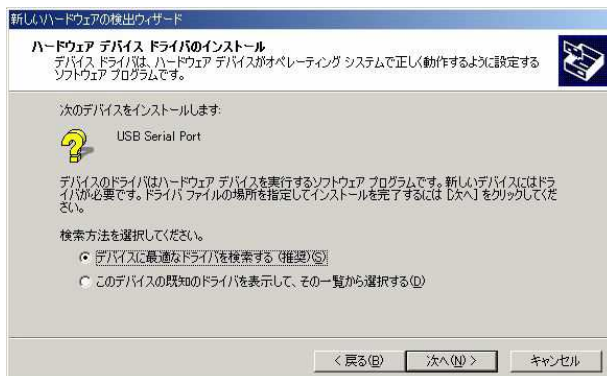 新しいハードウェアの検出ウィザード
ハードウェア デバイス ドライバのインストール
デバイス ドライバは、ハードウェア デバイスがオペレーティング システムで正しく動作するように設定する
ソフトウェア プログラムです。
次のデバイスをインストールします:
USB Serial Port
デバイスのドライバはハードウェア デバイスを実行するソフトウェア プログラムです。新しいデバイスにはドラ
イバが必要です。ドライバ ファイルの場所を指定してインストールを完了するには [次へ] をクリックしてくだ
さい。
検索方法を選択してください。
デバイスに最適なドライバを検索する (推奨)(S)
このデバイスの既知のドライバを表示して、その一覧から選択する(D)
< 戻る(B)
次へ(N) >
キャンセル